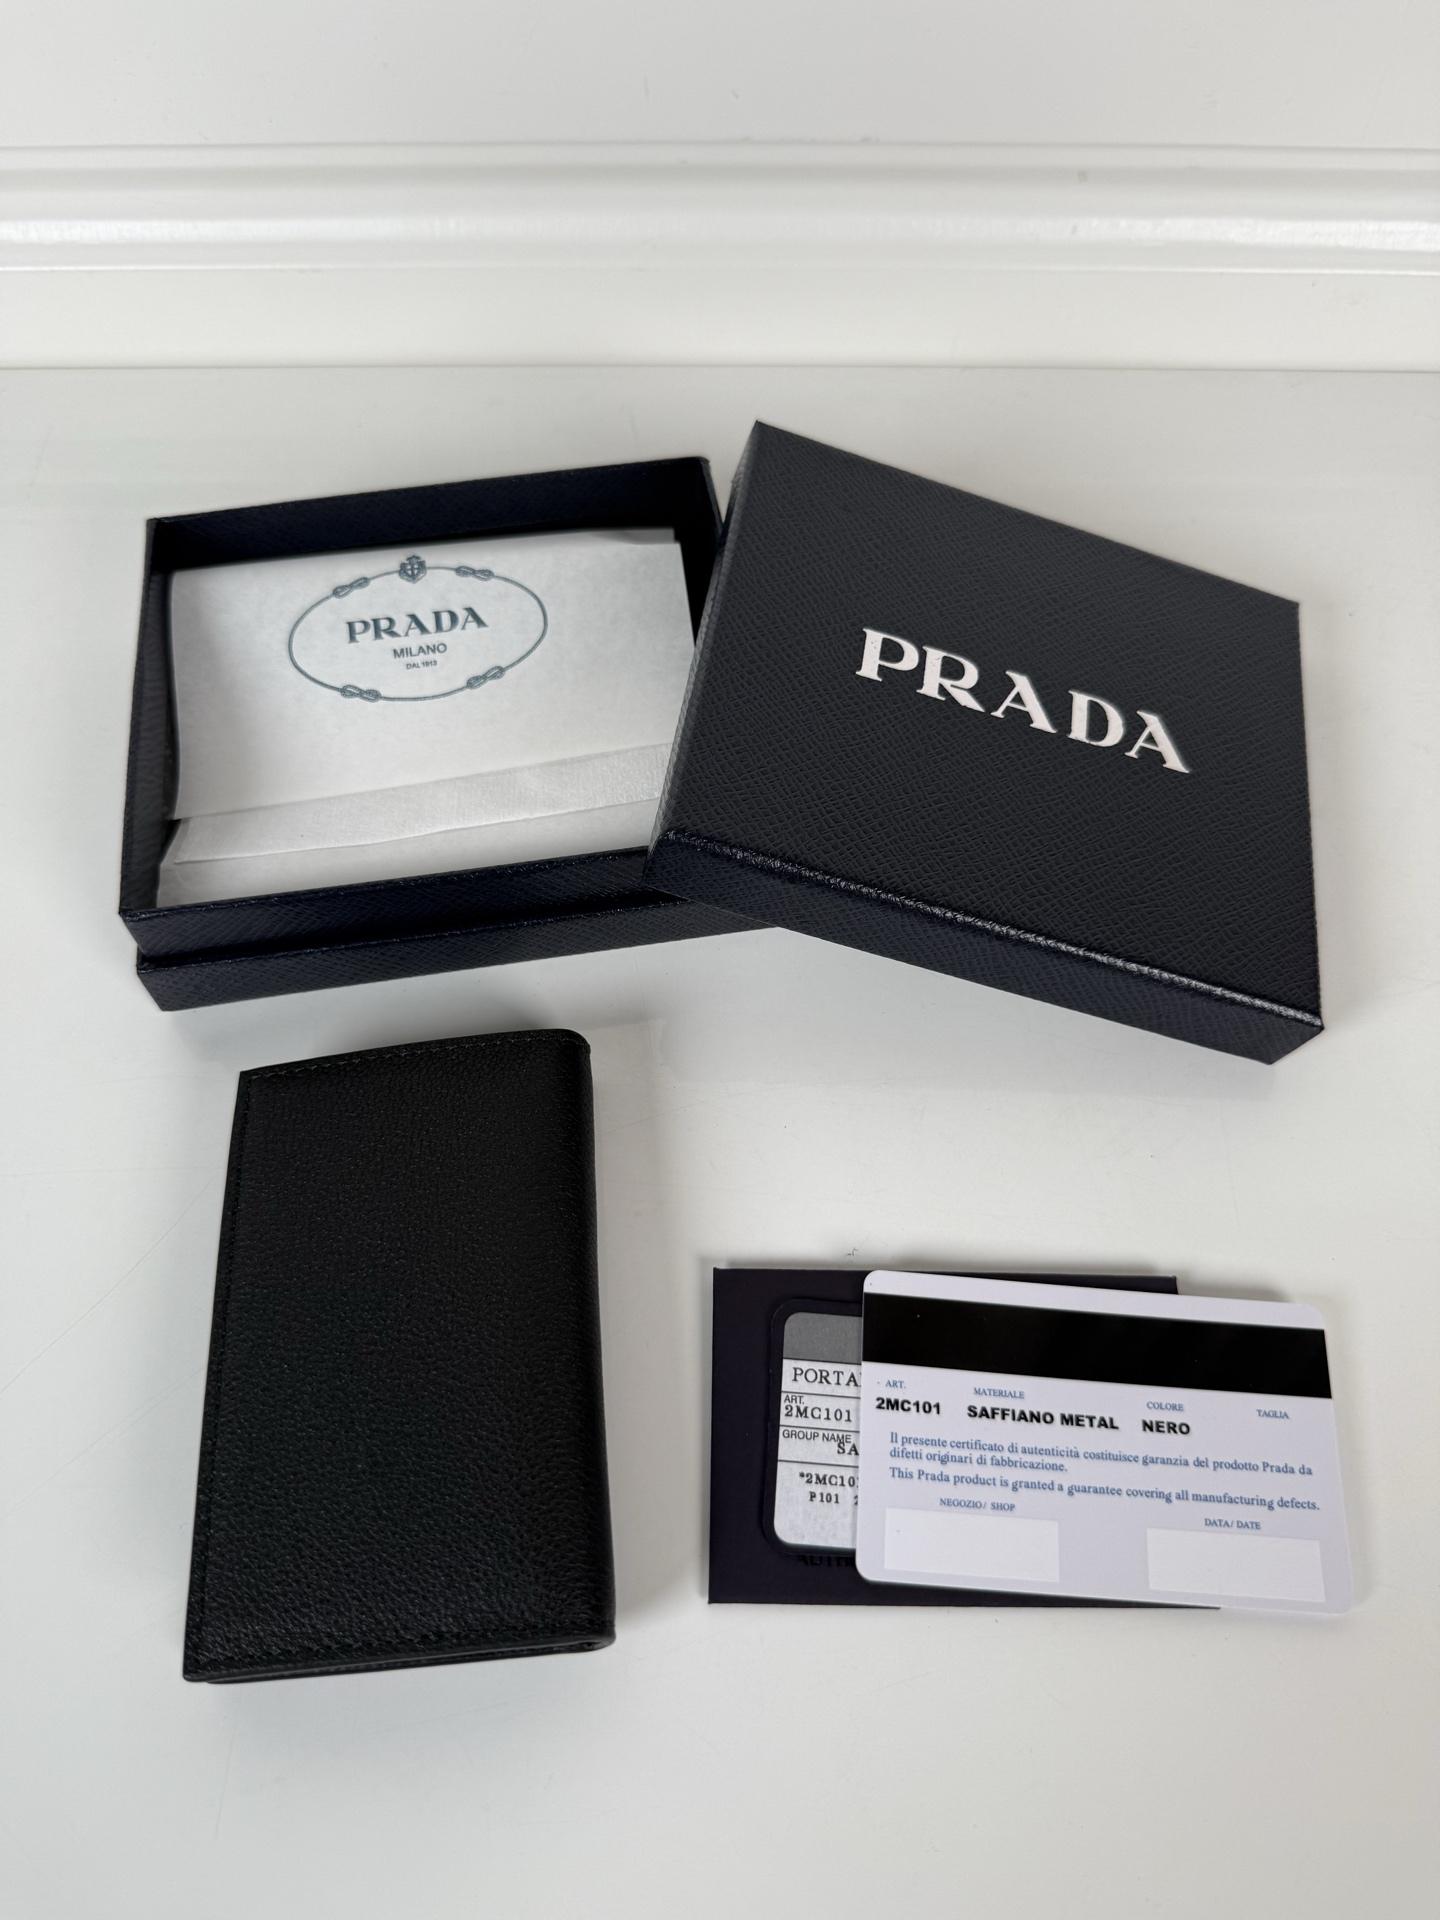 PRADA
MILANO
DAL 1913
PRADA
PORTA
ART.
2MC101
GROUP NAME
SA
*2MC10
P101
ART. MATERIALE COLORE TAGLIA
2MC101 SAFFIANO METAL NERO
Il presente certificato di autenticità costituisce garanzia del prodotto Prada da
difetti originari di fabbricazione.
This Prada product is granted a guarantee covering all manufacturing defects.
NEGOZIO/ SHOP
DATA/ DATE